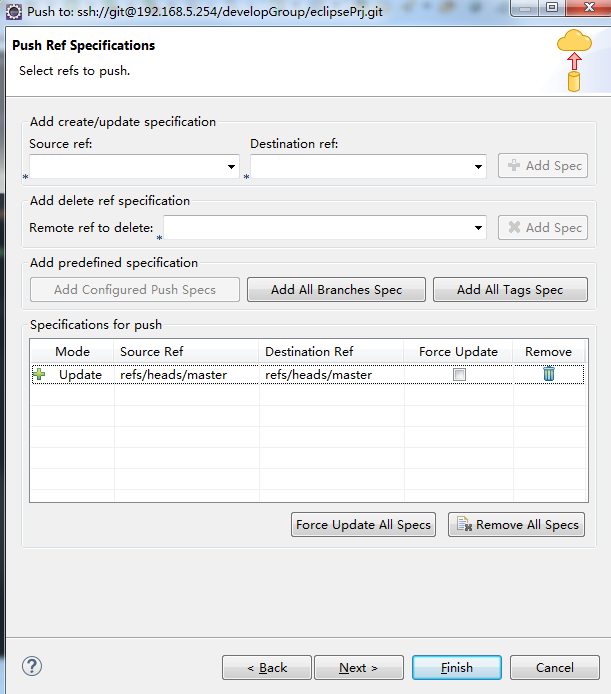 Push to: ssh://git@192.168.5.254/developGroup/eclipsePrj.git
Push Ref Specifications
Select refs to push.
Add create/update specification
Source ref: Destination ref:
* * Add Spec
Add delete ref specification
Remote ref to delete: * Add Spec
Add predefined specification
Add Configured Push Specs Add All Branches Spec Add All Tags Spec
Specifications for push
Mode Source Ref Destination Ref Force Update Remove
Update refs/heads/master refs/heads/master
Force Update All Specs Remove All Specs
? < Back Next > Finish Cancel